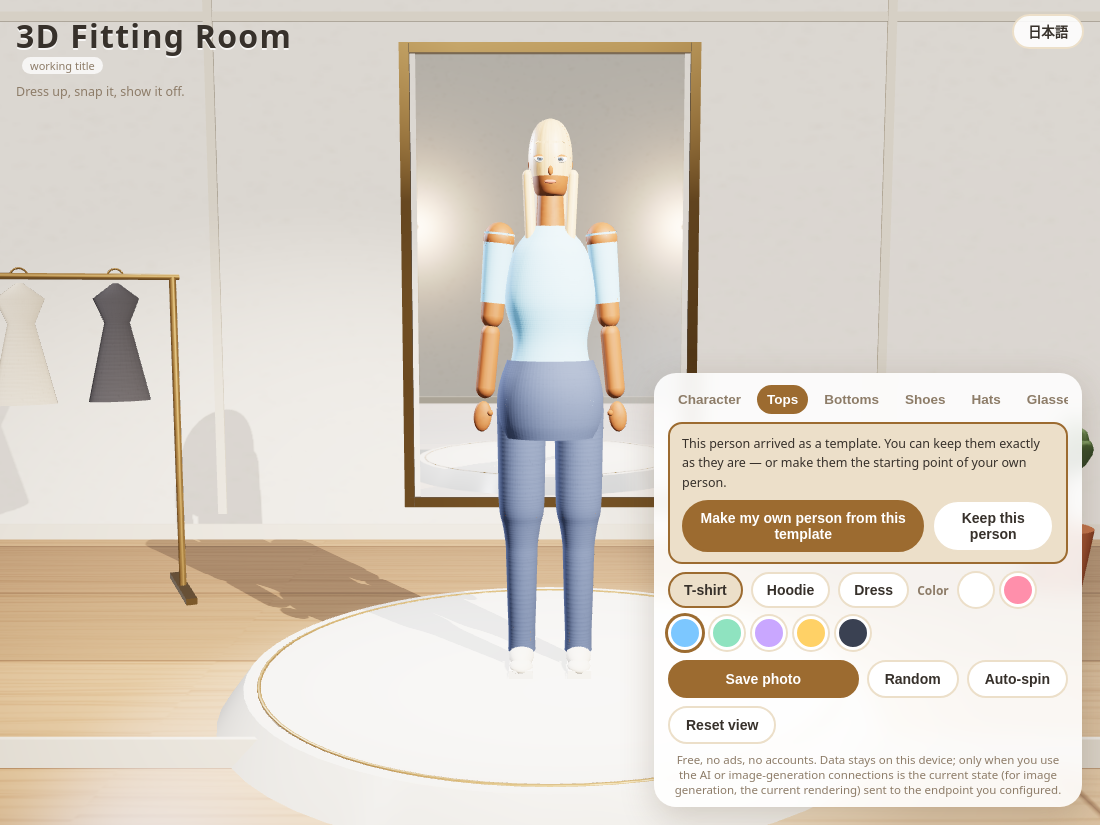 3D Fitting Room
working title
Dress up, snap it, show it off.
日本語
Character Tops Bottoms Shoes Hats
This person arrived as a template. You can keep them exactly
as they are — or make them the starting point of your own
person.
Make my own person from this
template
Keep this
person
T-shirt Hoodie Dress Color
Save photo Random Auto-spin
Reset view
Free, no ads, no accounts. Data stays on this device; only when you use
the AI or image-generation connections is the current state (for image
generation, the current rendering) sent to the endpoint you configured.